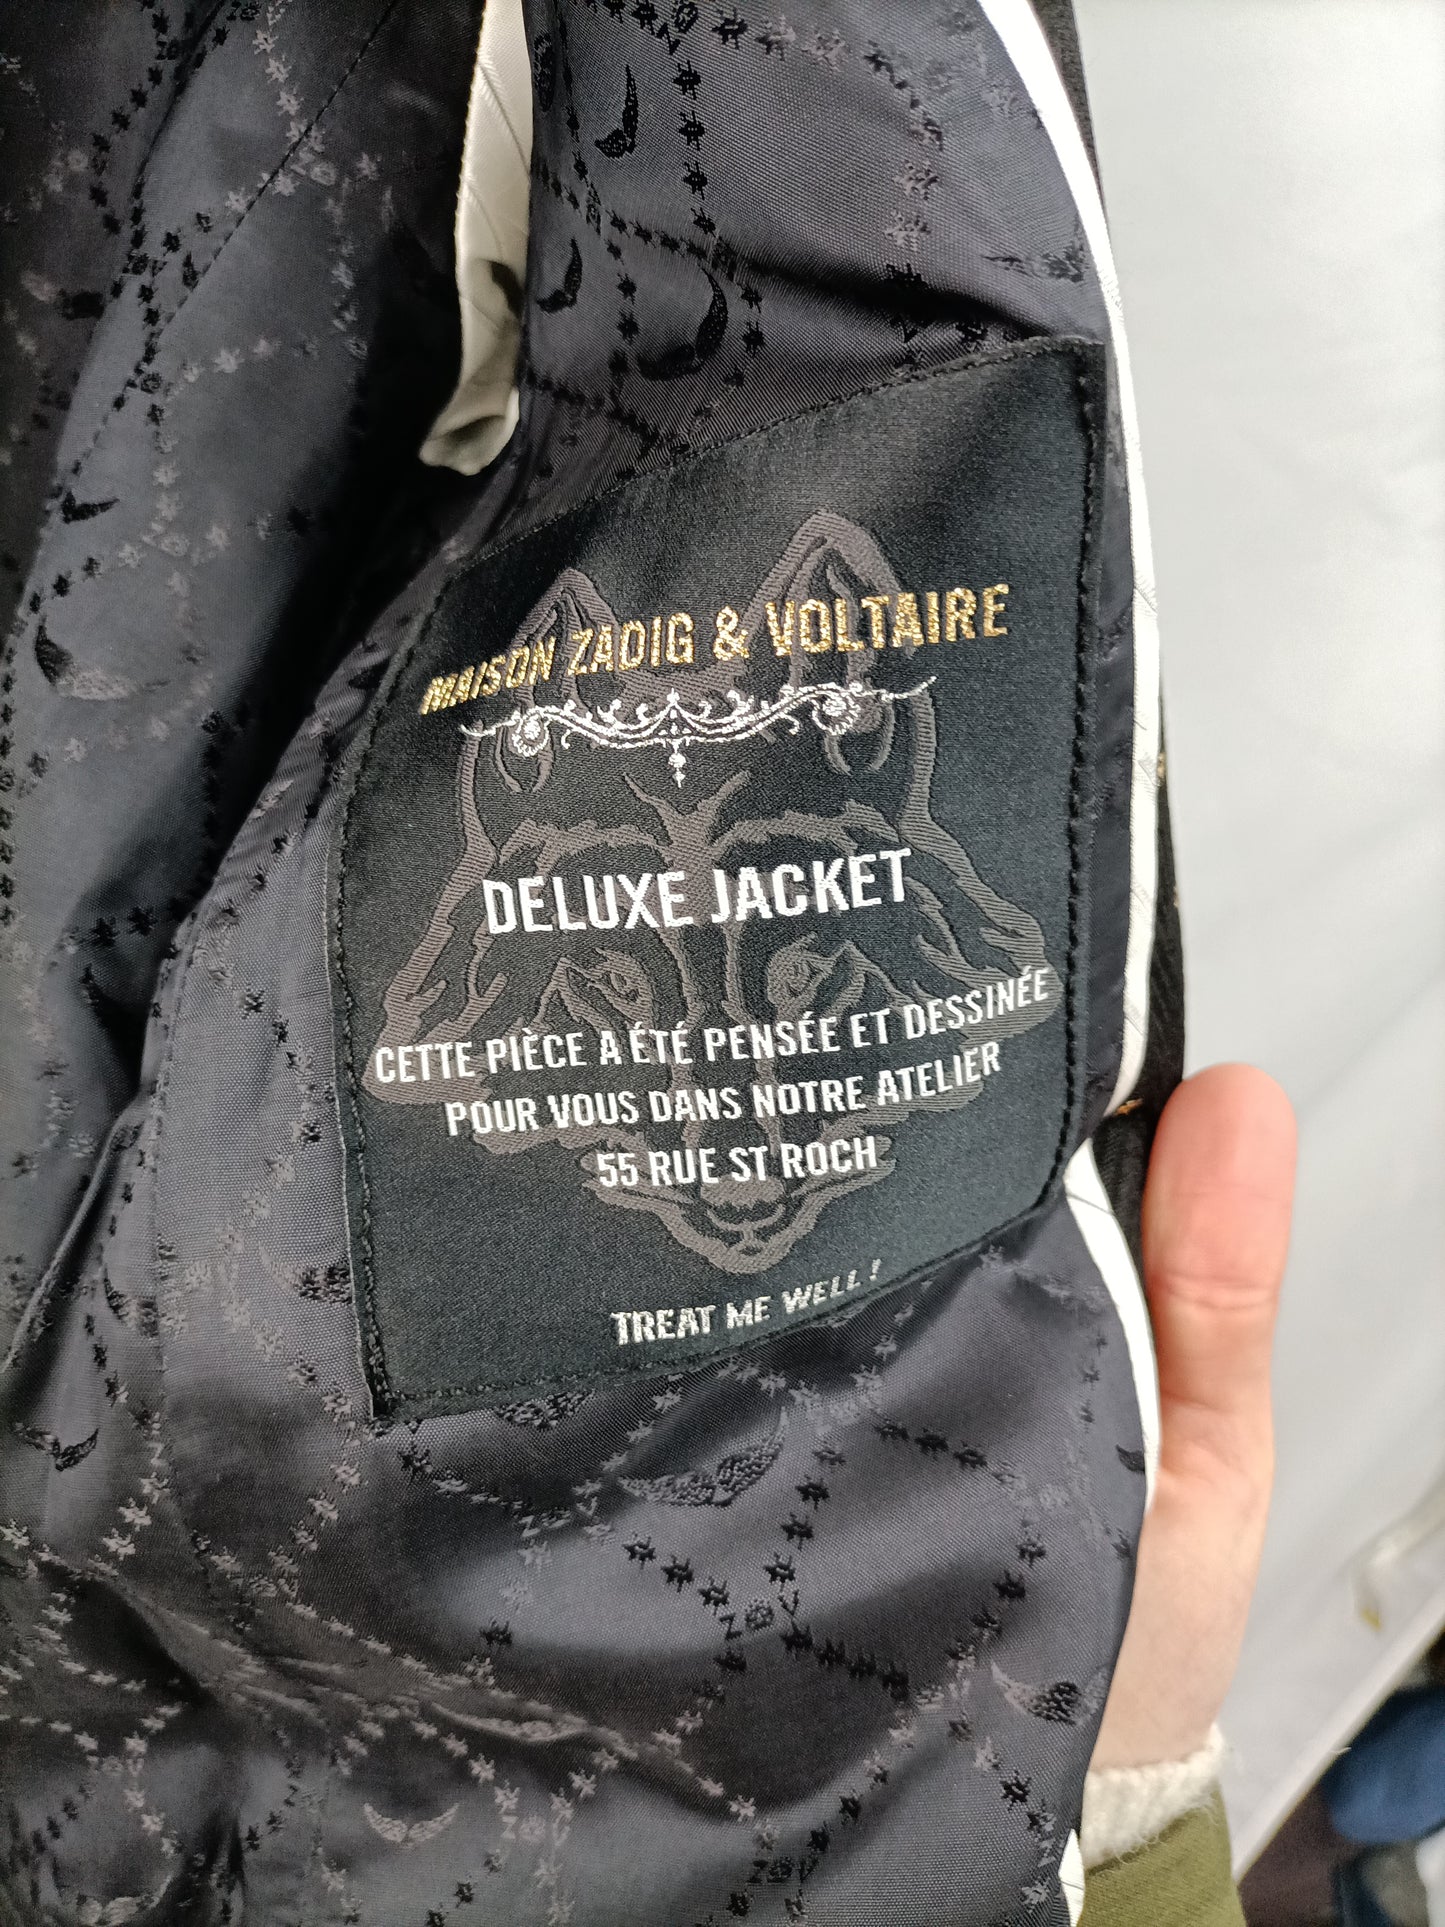 MAISON ZADIG & VOLTAIRE
DELUXE JACKET
CETTE PIÈCE A ÉTÉ PENSÉE ET DESSINÉE
POUR VOUS DANS NOTRE ATELIER
55 RUE ST ROCH
TREAT ME WELL !
Z&V